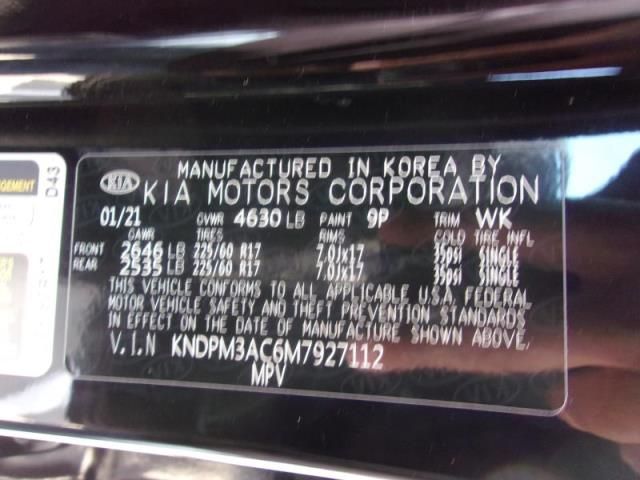 GEMENT
D43
KIA
MANUFACTURED IN KOREA BY
KIA MOTORS CORPORATION
01/21 GVWR 4630 LB PAINT 9P TRIM WK
GAWR TIRES RIMS COLD TIRE INFL
FRONT 2646 LB 225/60 R17 7.0Jx17 35psi SINGLE
REAR 2535 LB 225/60 R17 7.0Jx17 35psi SINGLE
THIS VEHICLE CONFORMS TO ALL APPLICABLE U.S.A. FEDERAL
MOTOR VEHICLE SAFETY AND THEFT PREVENTION STANDARDS
IN EFFECT ON THE DATE OF MANUFACTURE SHOWN ABOVE.
V.I.N KNDPM3AC6M7927112
MPV